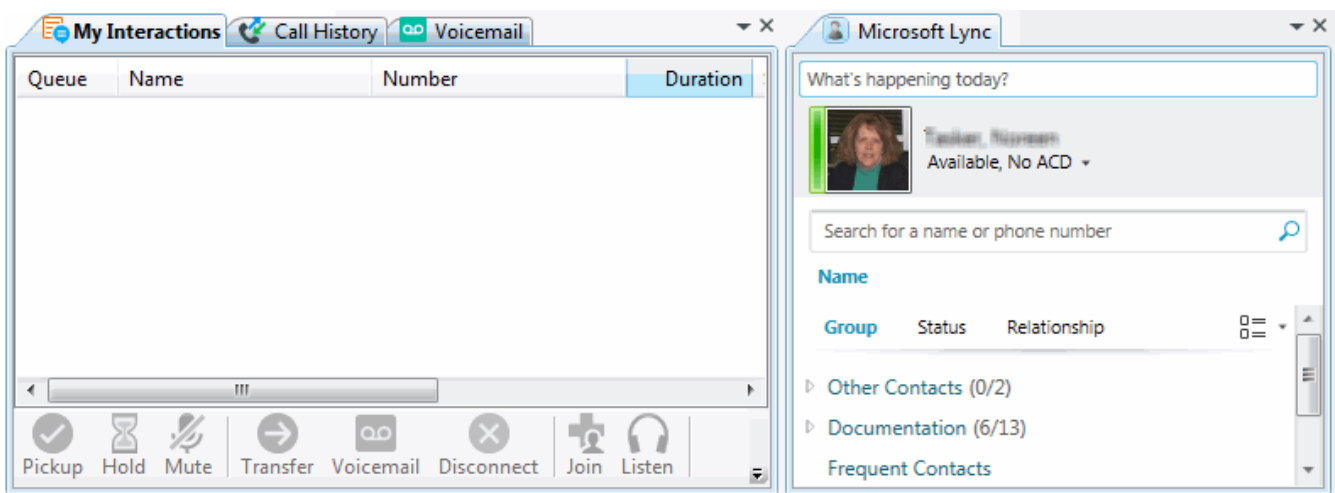 My Interactions Call History Voicemail
Queue Name Number Duration
Pickup Hold Mute Transfer Voicemail Disconnect Join Listen
Microsoft Lync
What's happening today?
Available, No ACD
Search for a name or phone number
Name
Group Status Relationship
Other Contacts (0/2)
Documentation (6/13)
Frequent Contacts